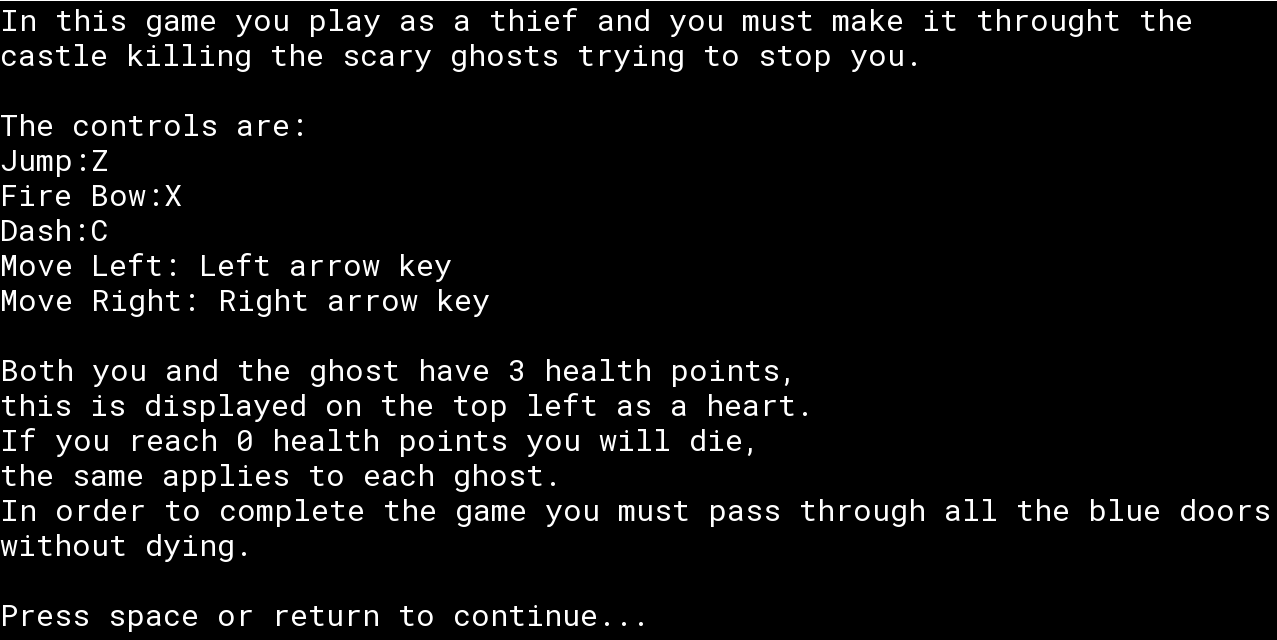 In this game you play as a thief and you must make it throught the
castle killing the scary ghosts trying to stop you.
The controls are:
Jump:Z
Fire Bow:X
Dash:C
Move Left: Left arrow key
Move Right: Right arrow key
Both you and the ghost have 3 health points,
this is displayed on the top left as a heart.
If you reach 0 health points you will die,
the same applies to each ghost.
In order to complete the game you must pass through all the blue doors
without dying.
Press space or return to continue...